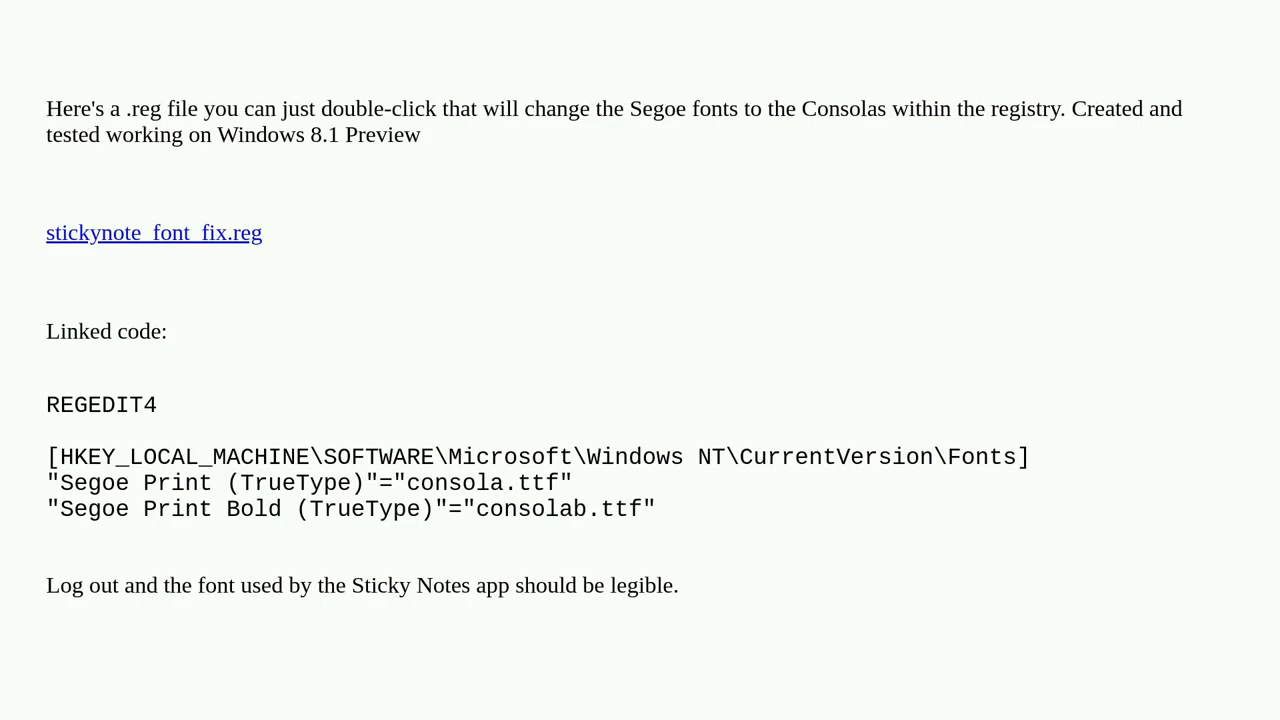 Here's a .reg file you can just double-click that will change the Segoe fonts to the Consolas within the registry. Created and
tested working on Windows 8.1 Preview
stickynote_font_fix.reg
Linked code:
REGEDIT4
[HKEY_LOCAL_MACHINE\SOFTWARE\Microsoft\Windows NT\CurrentVersion\Fonts]
"Segoe Print (TrueType)"="consola.ttf"
"Segoe Print Bold (TrueType)"="consolab.ttf"
Log out and the font used by the Sticky Notes app should be legible.